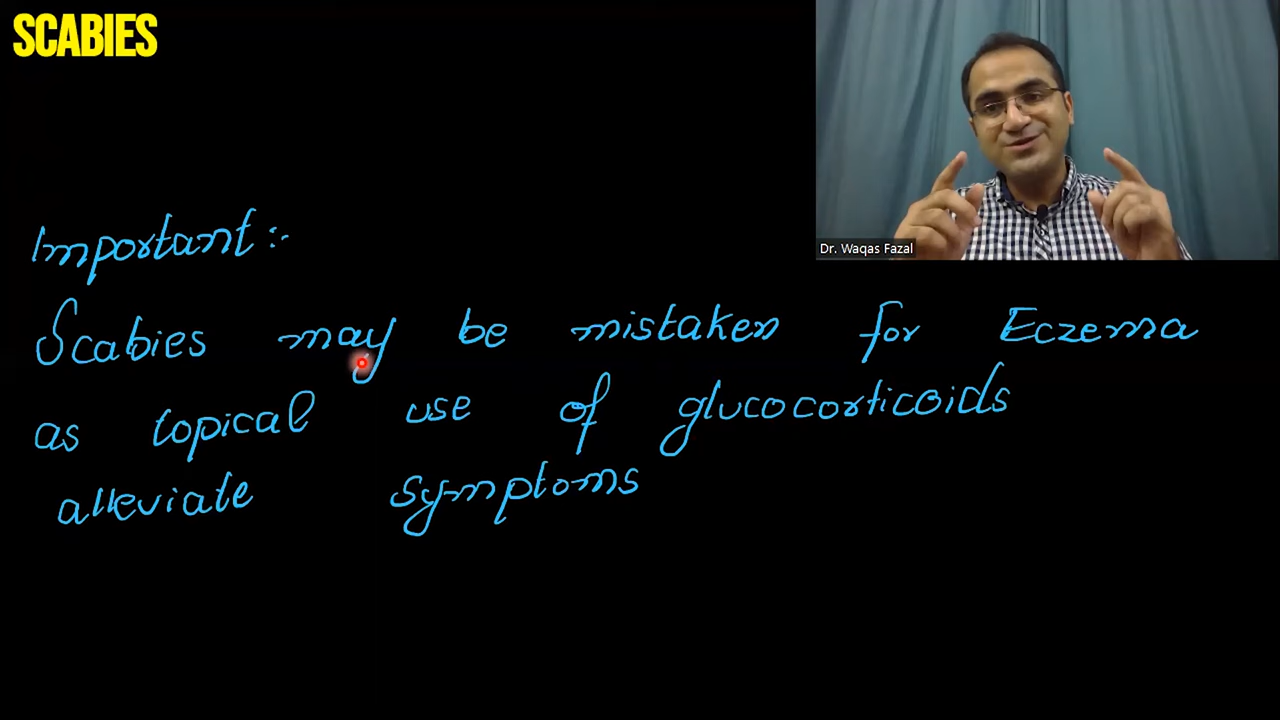 SCABIES
Dr. Waqas Fazal
Important:-
Scabies may be mistaken for Eczema
as topical use of glucocorticoids
alleviate symptoms